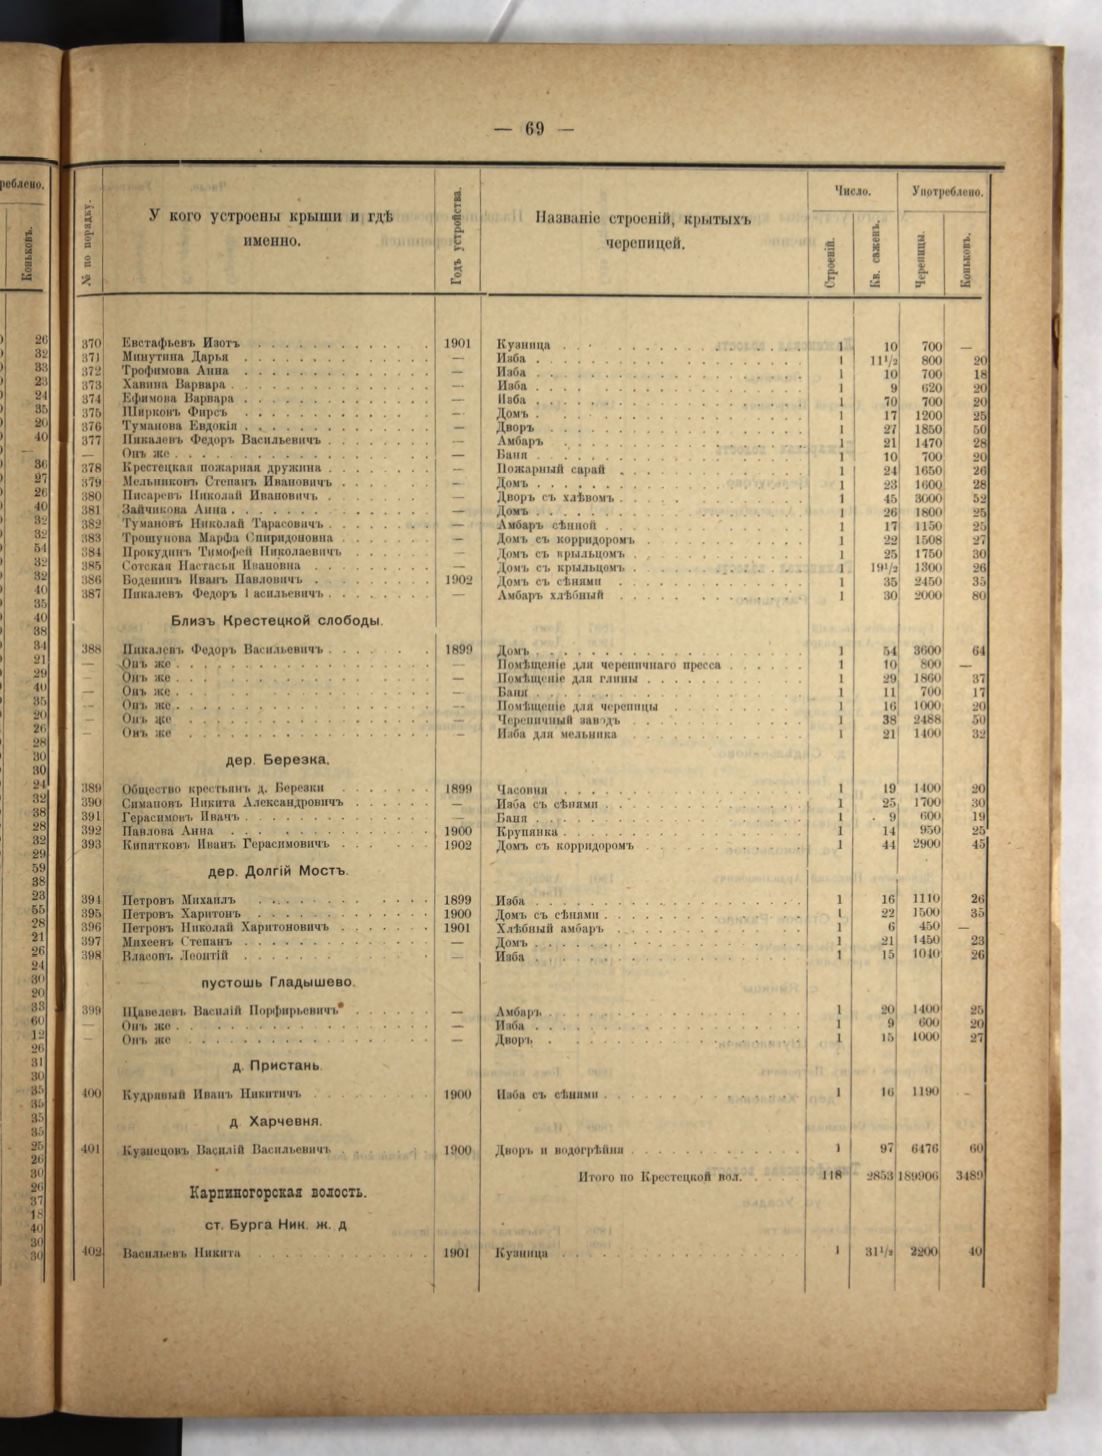 — 69 —
№ по порядку. У кого устроены крыши и гдѣ именно. Годъ устройства. Названіе строеній, крытыхъ черепицей. Число. Употреблено.
Строеній. Кв. сажен. Черепицы. Коньковъ.
370 Евстафьевъ Изотъ 1901 Кузница 1 10 700 —
371 Минутина Дарья — Изба 1 11½ 800 20
372 Трофимова Анна — Изба 1 10 700 18
373 Хавина Варвара — Изба 1 9 620 20
374 Ефимова Варвара — Изба 1 70 700 20
375 Ширковъ Фирсъ — Домъ 1 17 1200 25
376 Туманова Евдокія — Дворъ 1 27 1850 50
377 Пикалевъ Федоръ Васильевичъ — Амбаръ 1 21 1470 28
— Онъ же — Баня 1 10 700 20
378 Крестецкая пожарная дружина — Пожарный сарай 1 24 1650 26
379 Мельниковъ Степанъ Ивановичъ — Домъ 1 23 1600 28
380 Писаревъ Николай Ивановичъ — Дворъ съ хлѣвомъ 1 45 3000 52
381 Зайчикова Анна — Домъ 1 26 1800 25
382 Тумановъ Николай Тарасовичъ — Амбаръ сѣнной 1 17 1150 25
383 Трошунова Марфа Спиридоновна — Домъ съ корридоромъ 1 22 1508 27
384 Прокудинъ Тимофей Николаевичъ — Домъ съ крыльцомъ 1 25 1750 30
385 Сотская Настасья Ивановна — Домъ съ крыльцомъ 1 19½ 1300 26
386 Боденинъ Иванъ Павловичъ 1902 Домъ съ сѣнями 1 35 2450 35
387 Пикалевъ Федоръ асильевичъ — Амбаръ хлѣбный 1 30 2000 80
Близъ Крестецкой слободы.
388 Пикалевъ Федоръ Васильевичъ 1899 Домъ 1 54 3600 64
— Онъ же — Помѣщеніе для черепичнаго пресса 1 10 800 —
— Онъ же — Помѣщеніе для глины 1 29 1860 37
— Онъ же — Баня 1 11 700 17
— Онъ же — Помѣщеніе для черепицы 1 16 1000 20
— Онъ же — Черепичный заводъ 1 38 2488 50
— Онъ же — Изба для мельника 1 21 1400 32
дер. Березка.
389 Общество крестьянъ д. Березки 1899 Часовня 1 19 1400 20
390 Симановъ Никита Александровичъ — Изба съ сѣнями 1 25 1700 30
391 Герасимовъ Иванъ — Баня 1 9 600 19
392 Павлова Анна 1900 Крупянка 1 14 950 25
393 Кипятковъ Иванъ Герасимовичъ 1902 Домъ съ корридоромъ 1 44 2900 45
дер. Долгій Мостъ.
394 Петровъ Михаилъ 1899 Изба 1 16 1110 26
395 Петровъ Харитонъ 1900 Домъ съ сѣнями 1 22 1500 35
396 Петровъ Николай Харитоновичъ 1901 Хлѣбный амбаръ 1 6 450 —
397 Михеевъ Степанъ — Домъ 1 21 1450 23
398 Власовъ Леонтій — Изба 1 15 1040 26
пустошь Гладышево.
399 Щавелевъ Василій Порфирьевичъ — Амбаръ 1 20 1400 25
— Онъ же — Изба 1 9 600 20
— Онъ же — Дворъ 1 15 1000 27
д. Пристань.
400 Кудрявый Иванъ Никитичъ 1900 Изба съ сѣнями 1 16 1190 —
д. Харчевня.
401 Кузнецовъ Василій Васильевичъ 1900 Дворъ и водогрѣйня 1 97 6476 60
Итого по Крестецкой вол. 118 2853 189906 3489
Карпиногорская волость.
ст. Бурга Ник. ж. д
402 Васильевъ Никита 1901 Кузница 1 31½ 2200 40